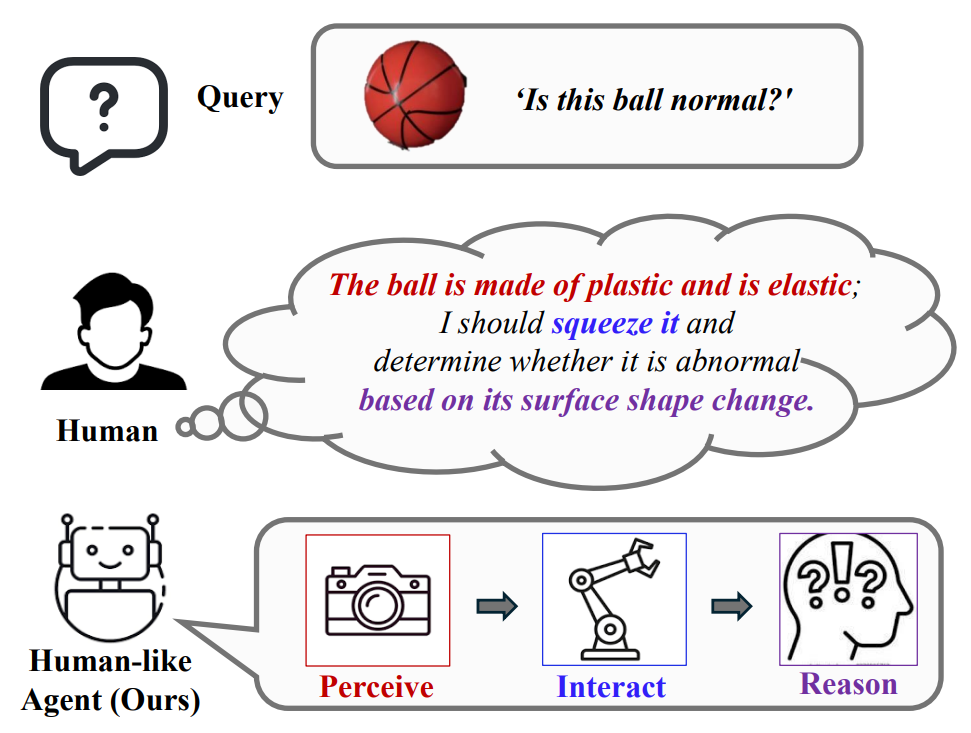 Query
‘Is this ball normal?'
The ball is made of plastic and is elastic;
I should squeeze it and
determine whether it is abnormal
based on its surface shape change.
Human
Human-like
Agent (Ours)
Perceive
Interact
Reason